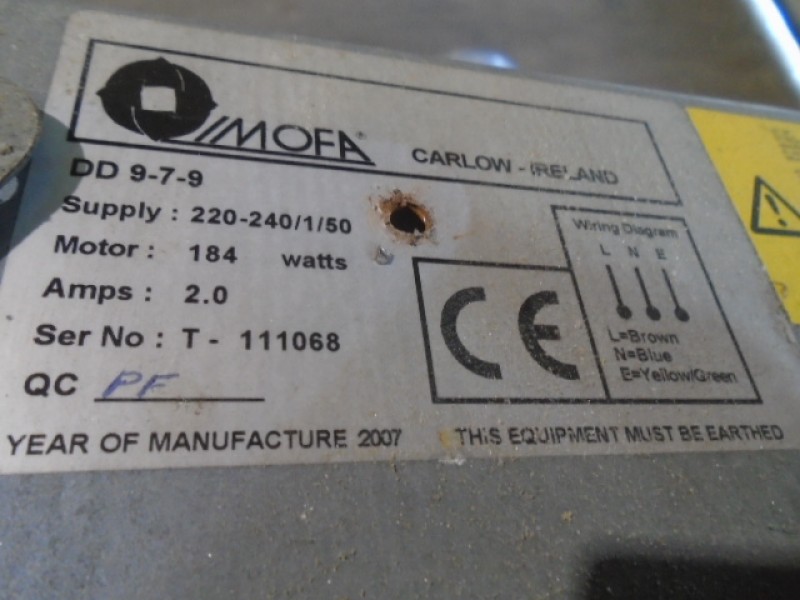 IMOFA®
CARLOW - IRELAND
DD 9-7-9
Supply : 220-240/1/50
Motor : 184 watts
Amps : 2.0
Ser No : T - 111068
QC PF
CE
Wiring Diagram
L N E
L=Brown
N=Blue
E=Yellow/Green
YEAR OF MANUFACTURE 2007
THIS EQUIPMENT MUST BE EARTHED